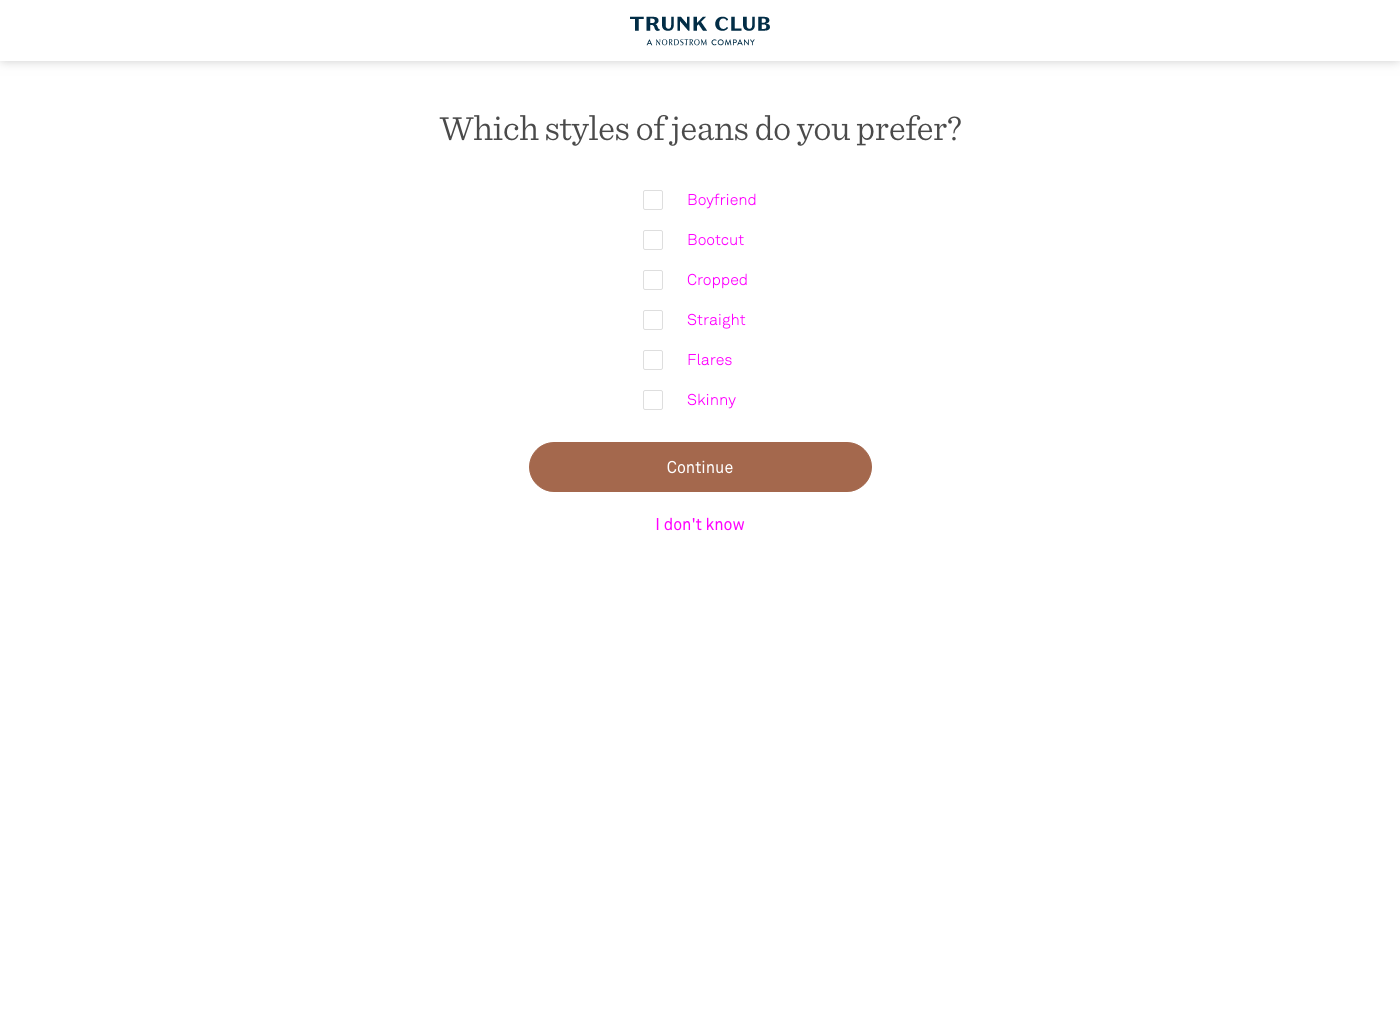 TRUNK CLUB
A NORDSTROM COMPANY
Which styles of jeans do you prefer?
Boyfriend
Bootcut
Cropped
Straight
Flares
Skinny
Continue
I don't know